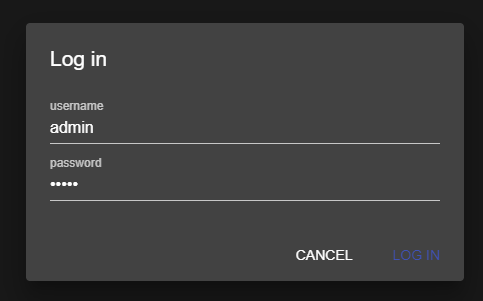 Log in
username
admin
password
•••••
CANCEL LOG IN